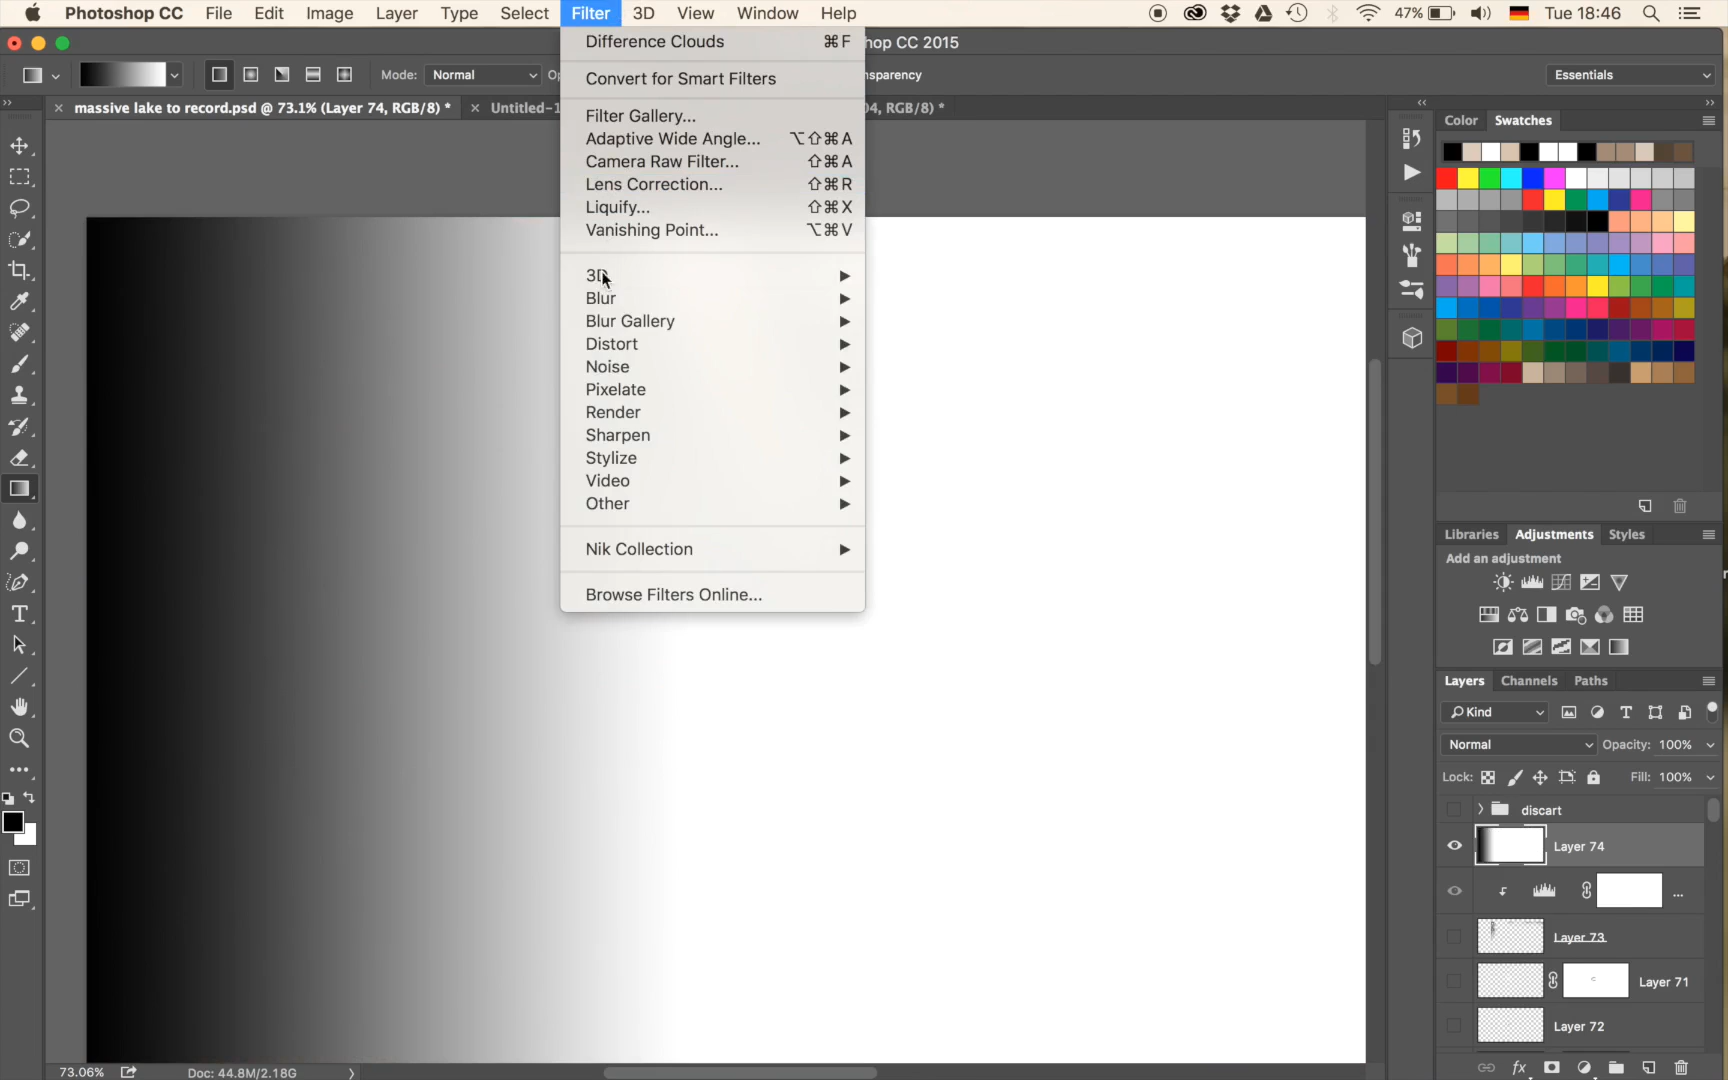 Photoshop CC File Edit Image Layer Type Select Filter 3D View Window Help 47% Tue 18:46
hop CC 2015
Mode: Normal Op nsparency Essentials
massive lake to record.psd @ 73.1% (Layer 74, RGB/8) * Untitled-1 04, RGB/8) *
Difference Clouds ⌘F
Convert for Smart Filters
Filter Gallery...
Adaptive Wide Angle... ⌥⇧⌘A
Camera Raw Filter... ⇧⌘A
Lens Correction... ⇧⌘R
Liquify... ⇧⌘X
Vanishing Point... ⌥⌘V
3D
Blur
Blur Gallery
Distort
Noise
Pixelate
Render
Sharpen
Stylize
Video
Other
Nik Collection
Browse Filters Online...
Color Swatches
Libraries Adjustments Styles
Add an adjustment
Layers Channels Paths
Kind
Normal Opacity: 100%
Lock: Fill: 100%
discart
Layer 74
...
Layer 73
Layer 71
Layer 72
fx
73.06% Doc: 44.8M/2.18G